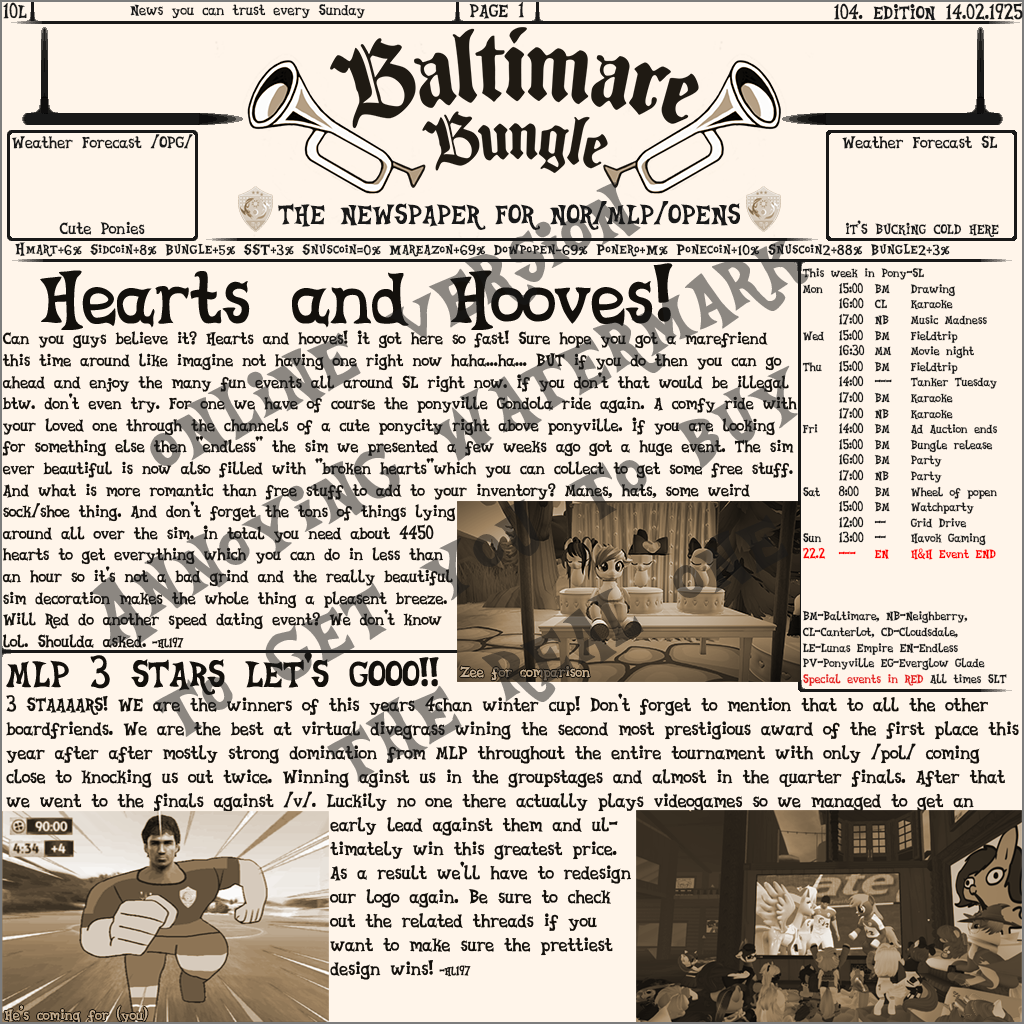 10L News you can trust every Sunday PAGE 1 104. EDITION 14.02.1925
Baltimare
Bungle
Weather Forecast /OPG/
Cute Ponies
Weather Forecast SL
IT'S BUCKING COLD HERE
THE NEWSPAPER FOR NOR/MLP/OPENS
HMART+6% SIDCOIN+8% BUNGLE+5% SST+3% SNUSCOIN=0% MAREAZON+69% DOWPOPEN-69% PONERO+M% PONECOIN+10% SNUSCOIN2+88% BUNGLE2+3%
Hearts and Hooves!
Can you guys believe it? Hearts and hooves! it got here so fast! Sure hope you got a marefriend
this time around like imagine not having one right now haha...ha... BUT if you do then you can go
ahead and enjoy the many fun events all around SL right now. if you don't that would be illegal
btw. don't even try. For one we have of course the ponyville Gondola ride again. A comfy ride with
your loved one through the channels of a cute ponycity right above ponyville. if you are looking
for something else then "endless" the sim we presented a few weeks ago got a huge event. The sim
ever beautiful is now also filled with "broken hearts"which you can collect to get some free stuff.
And what is more romantic than free stuff to add to your inventory? Manes, hats, some weird
sock/shoe thing. And don't forget the tons of things lying
around all over the sim. in total you need about 4450
hearts to get everything which you can do in less than
an hour so it's not a bad grind and the really beautiful
sim decoration makes the whole thing a pleasent breeze.
Will Red do another speed dating event? We don't know
lol. Shoulda asked. -AL197
Zee for comparison
This week in Pony-SL
Mon 15:00 BM Drawing
16:00 CL Karaoke
17:00 NB Music Madness
Wed 15:00 BM Fieldtrip
16:30 MM Movie night
Thu 15:00 BM Fieldtrip
14:00 --- Tanker Tuesday
17:00 BM Karaoke
17:00 NB Karaoke
Fri 14:00 BM Ad Auction ends
15:00 BM Bungle release
16:00 BM Party
17:00 NB Party
Sat 8:00 BM Wheel of popen
15:00 BM Watchparty
12:00 -- Grid Drive
Sun 13:00 -- Havok Gaming
22.2 --- EN H&H Event END
BM-Baltimare, NB-Neighberry,
CL-Canterlot, CD-Cloudsdale,
LE-Lunas Empire EN-Endless
PV-Ponyville EG-Everglow Glade
Special events in RED All times SLT
MLP 3 STARS LET'S GOOO!!
3 STAAAARS! WE are the winners of this years 4chan winter cup! Don't forget to mention that to all the other
boardfriends. We are the best at virtual divegrass wining the second most prestigious award of the first place this
year after after mostly strong domination from MLP throughout the entire tournament with only /pol/ coming
close to knocking us out twice. Winning aginst us in the groupstages and almost in the quarter finals. After that
we went to the finals against /v/. Luckily no one there actually plays videogames so we managed to get an
early lead against them and ul-
timately win this greatest price.
As a result we'll have to redesign
our logo again. Be sure to check
out the related threads if you
want to make sure the prettiest
design wins! -AL197
90:00
4:34 +4
He's coming for (you)
ate
ONLINE VERSION
ANNOYING WATERMARK
TO GET YOU TO BUY
THE REAL ONE